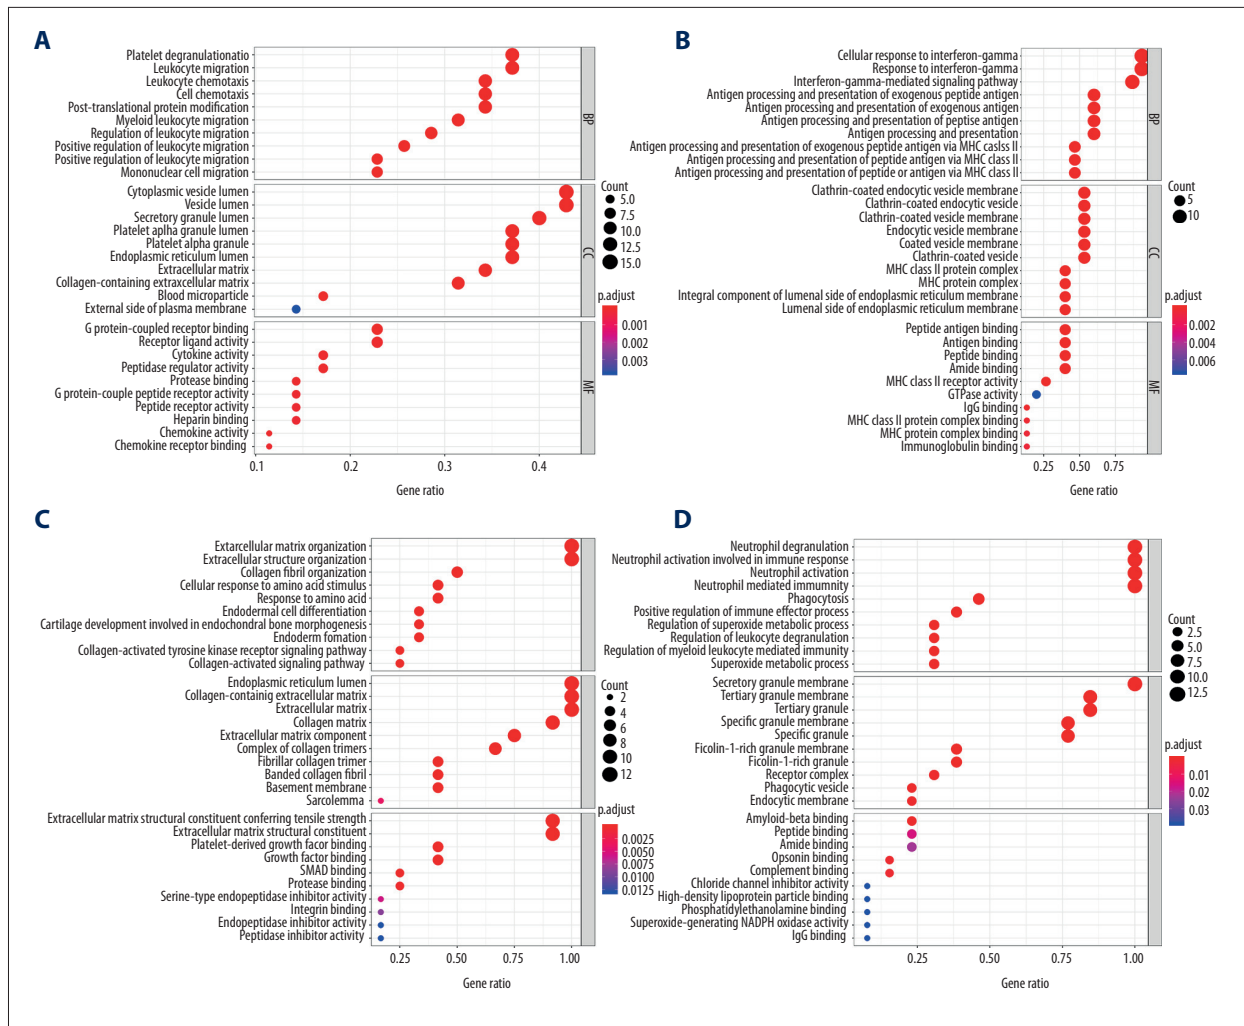 A
Platelet degranulationatio
Leukocyte migration
Leukocyte chemotaxis
Cell chemotaxis
Post-translational protein modification
Myeloid leukocyte migration
Regulation of leukocyte migration
Positive regulation of leukocyte migration
Positive regulation of leukocyte migration
Mononuclear cell migration
BP
Cytoplasmic vesicle lumen
Vesicle lumen
Secretory granule lumen
Platelet aplha granule lumen
Platelet alpha granule
Endoplasmic reticulum lumen
Extracellular matrix
Collagen-containing extraxcellular matrix
Blood microparticle
External side of plasma membrane
CC
G protein-coupled receptor binding
Receptor ligand activity
Cytokine activity
Peptidase regulator activity
Protease binding
G protein-couple peptide receptor activity
Peptide receptor activity
Heparin binding
Chemokine activity
Chemokine receptor binding
MF
0.1 0.2 0.3 0.4
Gene ratio
Count
5.0
7.5
10.0
12.5
15.0
p.adjust
0.001
0.002
0.003
B
Cellular response to interferon-gamma
Response to interferon-gamma
Interferon-gamma-mediated signaling pathway
Antigen processing and presentation of exogenous peptide antigen
Antigen processing and presentation of exogenous antigen
Antigen processing and presentation of peptise antigen
Antigen processing and presentation
Antigen processing and presentation of exogenous peptide antigen via MHC caslss II
Antigen processing and presentation of peptide antigen via MHC class II
Antigen processing and presentation of peptide or antigen via MHC class II
BP
Clathrin-coated endocytic vesicle membrane
Clathrin-coated endocytic vesicle
Clathrin-coated vesicle membrane
Endocytic vesicle membrane
Coated vesicle membrane
Clathrin-coated vesicle
MHC class II protein complex
MHC protein complex
Integral component of lumenal side of endoplasmic reticulum membrane
Lumenal side of endoplasmic reticulum membrane
CC
Peptide antigen binding
Antigen binding
Peptide binding
Amide binding
MHC class II receptor activity
GTPase activity
IgG binding
MHC class II protein complex binding
MHC protein complex binding
Immunoglobulin binding
MF
0.25 0.50 0.75
Gene ratio
Count
5
10
p.adjust
0.002
0.004
0.006
C
Extarcellular matrix organization
Extracellular structure organization
Collagen fibril organization
Cellular response to amino acid stimulus
Response to amino acid
Endodermal cell differentiation
Cartilage development involved in endochondral bone morphogenesis
Endoderm fomation
Collagen-activated tyrosine kinase receptor signaling pathway
Collagen-activated signaling pathway
Endoplasmic reticulum lumen
Collagen-containig extracellular matrix
Extracellular matrix
Collagen matrix
Extracellular matrix component
Complex of collagen trimers
Fibrillar collagen trimer
Banded collagen fibril
Basement membrane
Sarcolemma
Extracellular matrix structural constituent conferring tensile strength
Extracellular matrix structural constituent
Platelet-derived growth facor binding
Growth factor binding
SMAD binding
Protease binding
Serine-type endopeptidase inhibitor activity
Integrin binding
Endopeptidase inhibitor activity
Peptidase inhibitor activity
0.25 0.50 0.75 1.00
Gene ratio
Count
2
4
6
8
10
12
p.adjust
0.0025
0.0050
0.0075
0.0100
0.0125
D
Neutrophil degranulation
Neutrophil activation involved in immune response
Neutrophil activation
Neutrophil mediated immumnity
Phagocytosis
Positive regulation of immune effector process
Regulation of superoxide metabolic process
Regulation of leukocyte degranulation
Regulation of myeloid leukocyte mediated immunity
Superoxide metabolic process
Secretory granule membrane
Tertiary granule membrane
Tertiary granule
Specific granule membrane
Specific granule
Ficolin-1-rich granule membrane
Ficolin-1-rich granule
Receptor complex
Phagocytic vesicle
Endocytic membrane
Amyloid-beta binding
Peptide binding
Amide binding
Opsonin binding
Complement binding
Chloride channel inhibitor activity
High-density lipoprotein particle binding
Phosphatidylethanolamine binding
Superoxide-generating NADPH oxidase activity
IgG binding
0.25 0.50 0.75 1.00
Gene ratio
Count
2.5
5.0
7.5
10.0
12.5
p.adjust
0.01
0.02
0.03